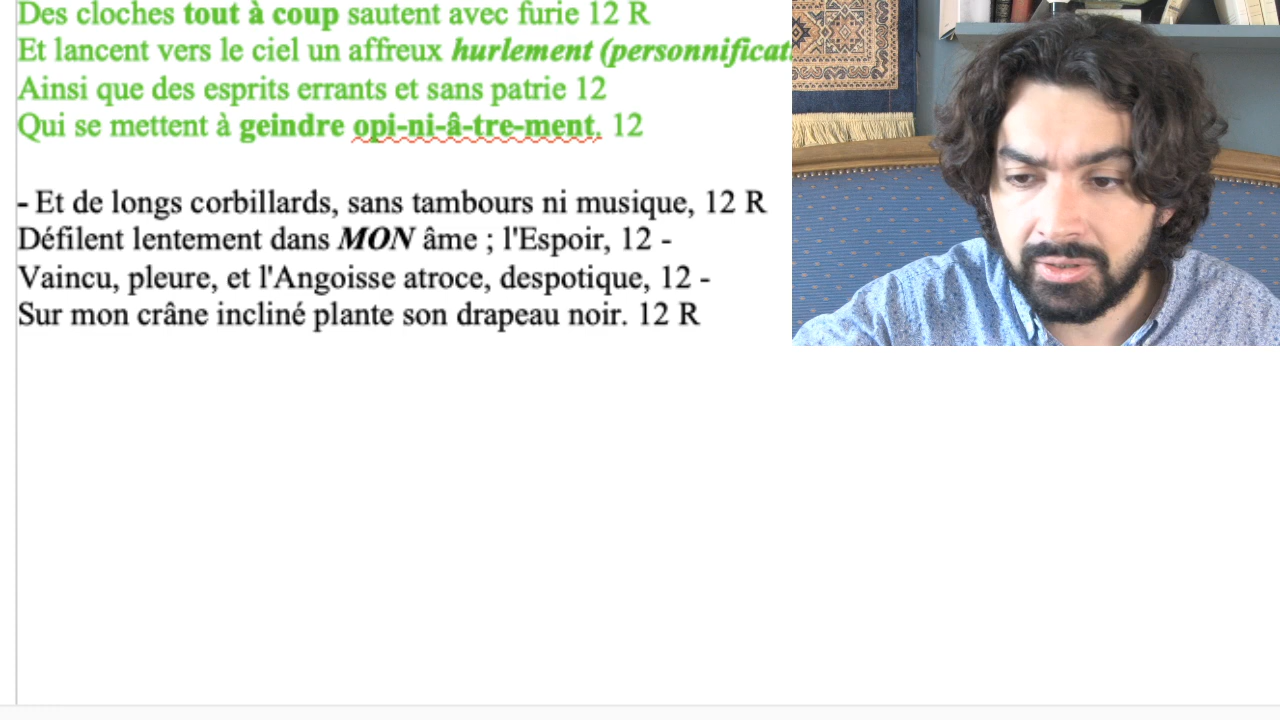 Des cloches tout à coup sautent avec furie 12 R
Et lancent vers le ciel un affreux hurlement (personnificat
Ainsi que des esprits errants et sans patrie 12
Qui se mettent à geindre opi-ni-â-tre-ment. 12
- Et de longs corbillards, sans tambours ni musique, 12 R
Défilent lentement dans MON âme ; l'Espoir, 12 -
Vaincu, pleure, et l'Angoisse atroce, despotique, 12 -
Sur mon crâne incliné plante son drapeau noir. 12 R